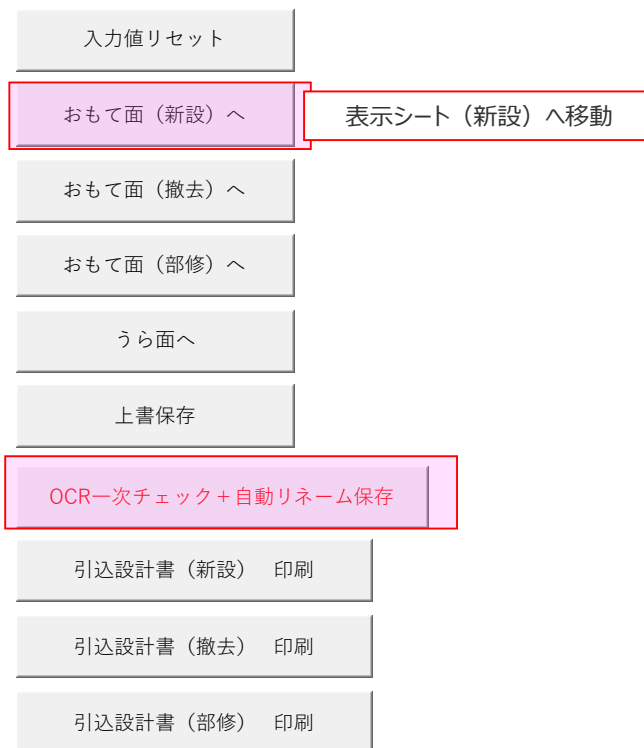 入力値リセット
おもて面（新設）へ
表示シート（新設）へ移動
おもて面（撤去）へ
おもて面（部修）へ
うら面へ
上書保存
OCR一次チェック＋自動リネーム保存
引込設計書（新設）　印刷
引込設計書（撤去）　印刷
引込設計書（部修）　印刷